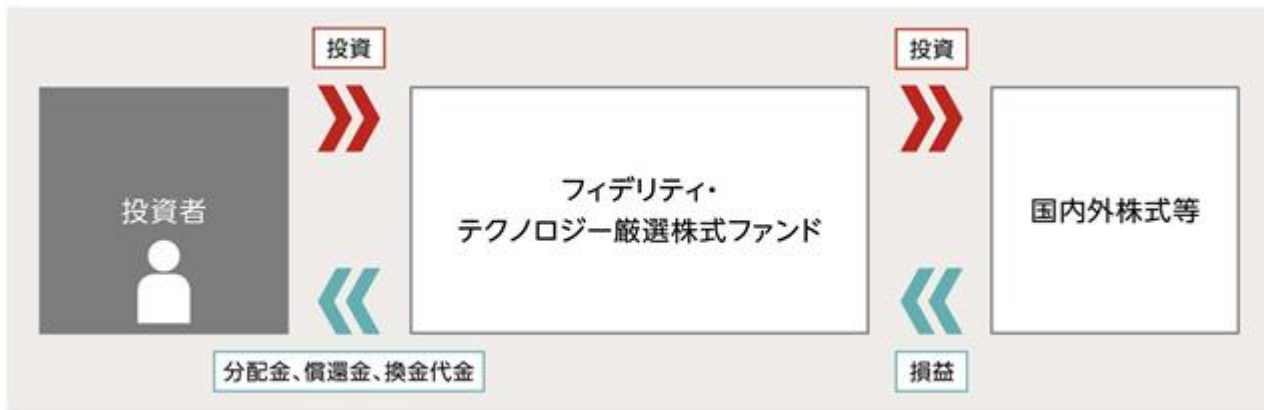 投資
投資
投資者
フィデリティ・
テクノロジー厳選株式ファンド
国内外株式等
分配金、償還金、換金代金
損益